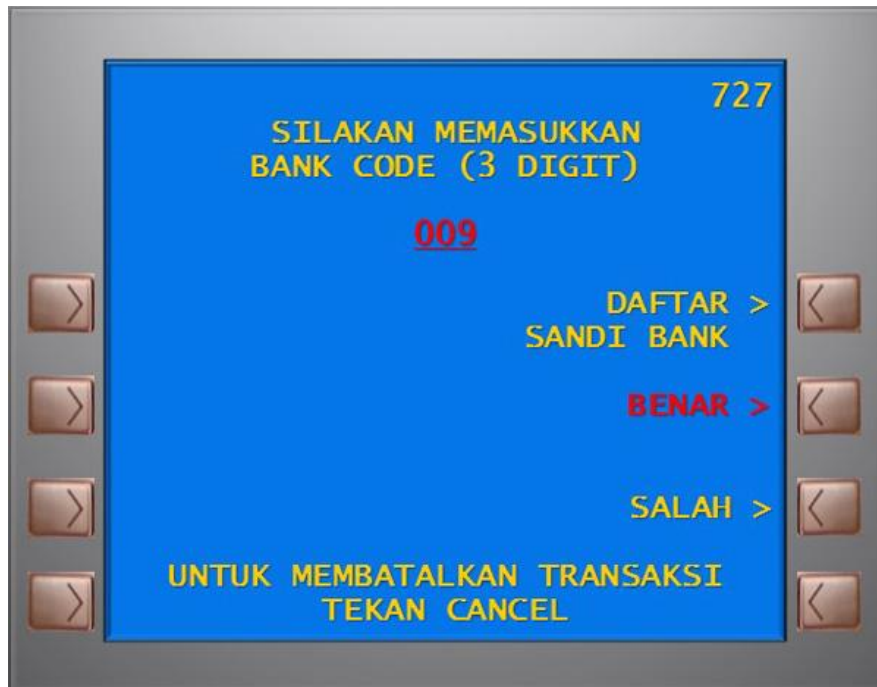 727
SILAKAN MEMASUKKAN
BANK CODE (3 DIGIT)
009
DAFTAR >
SANDI BANK
BENAR >
SALAH >
UNTUK MEMBATALKAN TRANSAKSI
TEKAN CANCEL